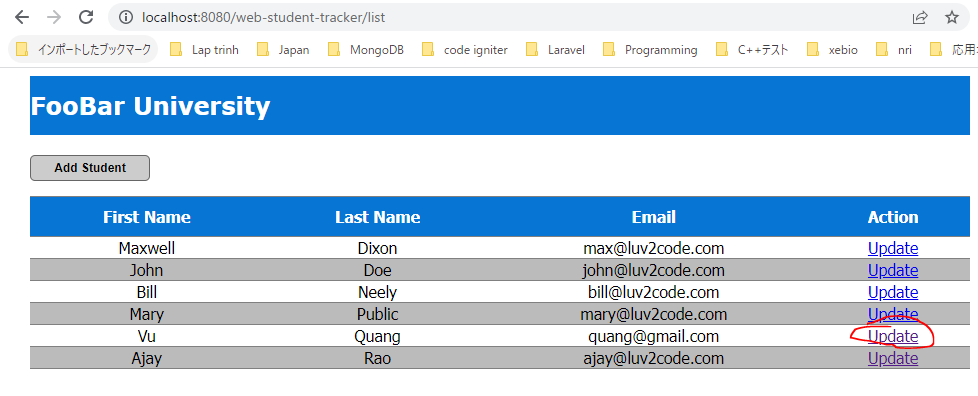 localhost:8080/web-student-tracker/list
インポートしたブックマーク Lap trinh Japan MongoDB code igniter Laravel Programming C++テスト xebio nri 応用
FooBar University
Add Student
First Name Last Name Email Action
Maxwell Dixon max@luv2code.com Update
John Doe john@luv2code.com Update
Bill Neely bill@luv2code.com Update
Mary Public mary@luv2code.com Update
Vu Quang quang@gmail.com Update
Ajay Rao ajay@luv2code.com Update